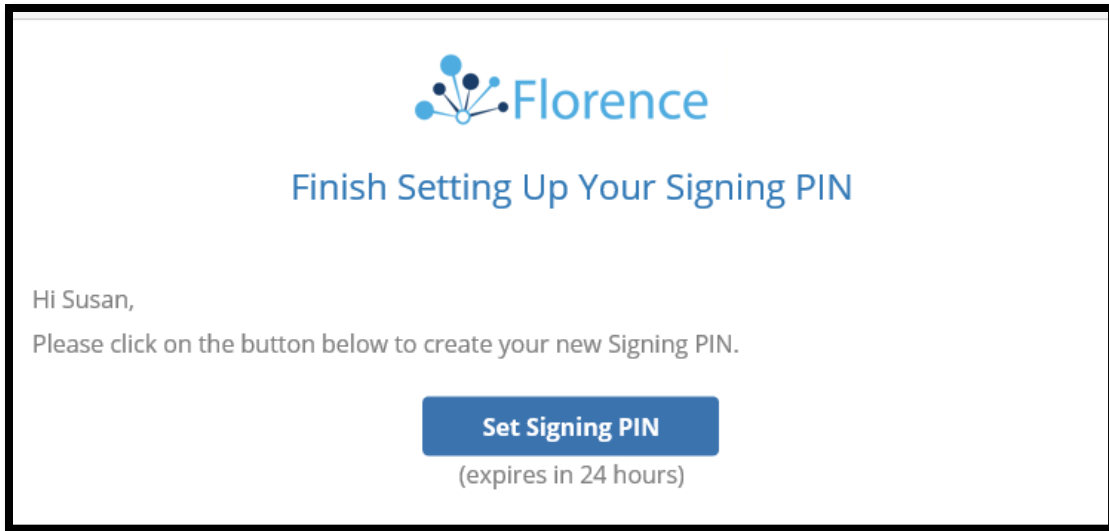 Florence
Finish Setting Up Your Signing PIN
Hi Susan,
Please click on the button below to create your new Signing PIN.
Set Signing PIN
(expires in 24 hours)